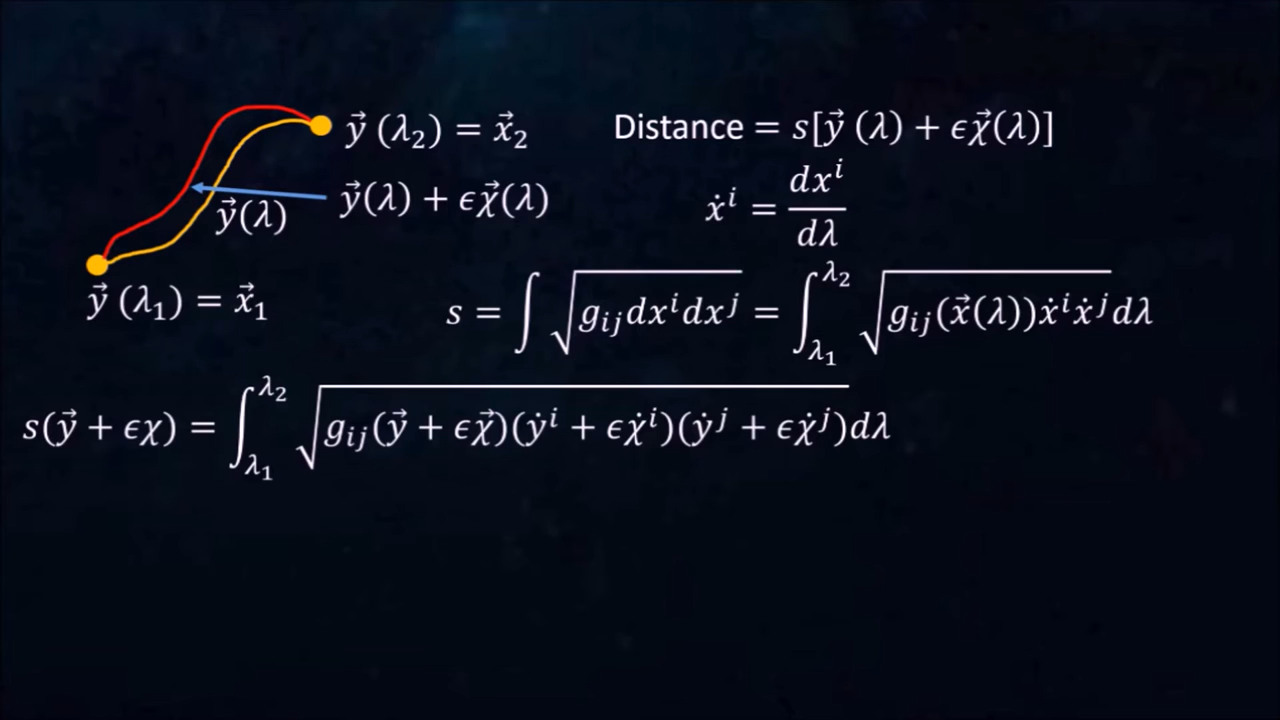 y⃗ (λ₂) = x⃗₂
Distance = s[y⃗ (λ) + ϵχ⃗(λ)]
y⃗(λ) + ϵχ⃗(λ)
ẋⁱ = dxⁱ/dλ
y⃗(λ)
y⃗ (λ₁) = x⃗₁
s = ∫ √(gᵢⱼdxⁱdxʲ) = ∫_{λ₁}^{λ₂} √(gᵢⱼ(x⃗(λ))ẋⁱẋʲ)dλ
s(y⃗ + ϵχ) = ∫_{λ₁}^{λ₂} √(gᵢⱼ(y⃗ + ϵχ⃗)(ẏⁱ + ϵχ̇ⁱ)(ẏʲ + ϵχ̇ʲ))dλ